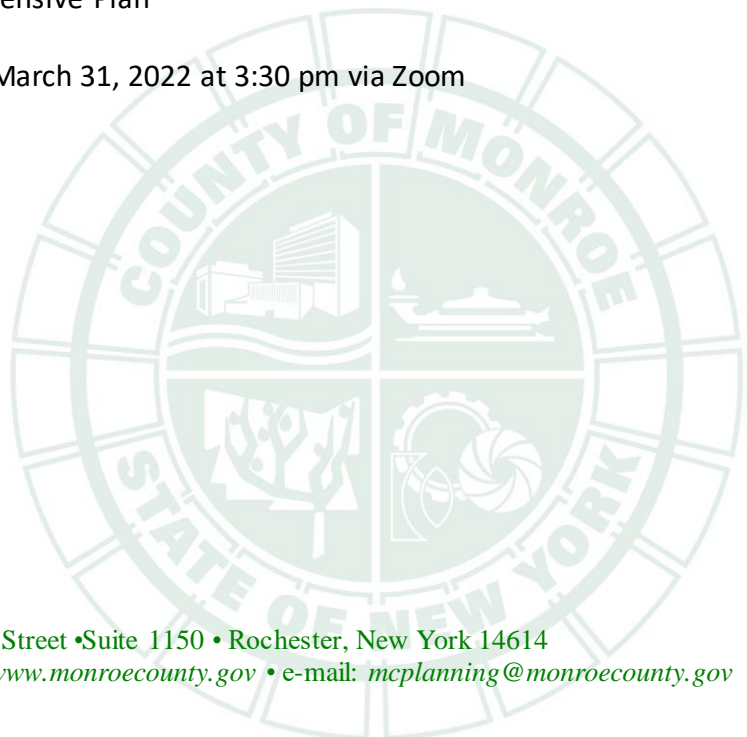 ensive Plan
March 31, 2022 at 3:30 pm via Zoom
COUNTY OF MONROE
STATE OF NEW YORK
Street •Suite 1150 • Rochester, New York 14614
www.monroecounty.gov • e-mail: mcplanning@monroecounty.gov